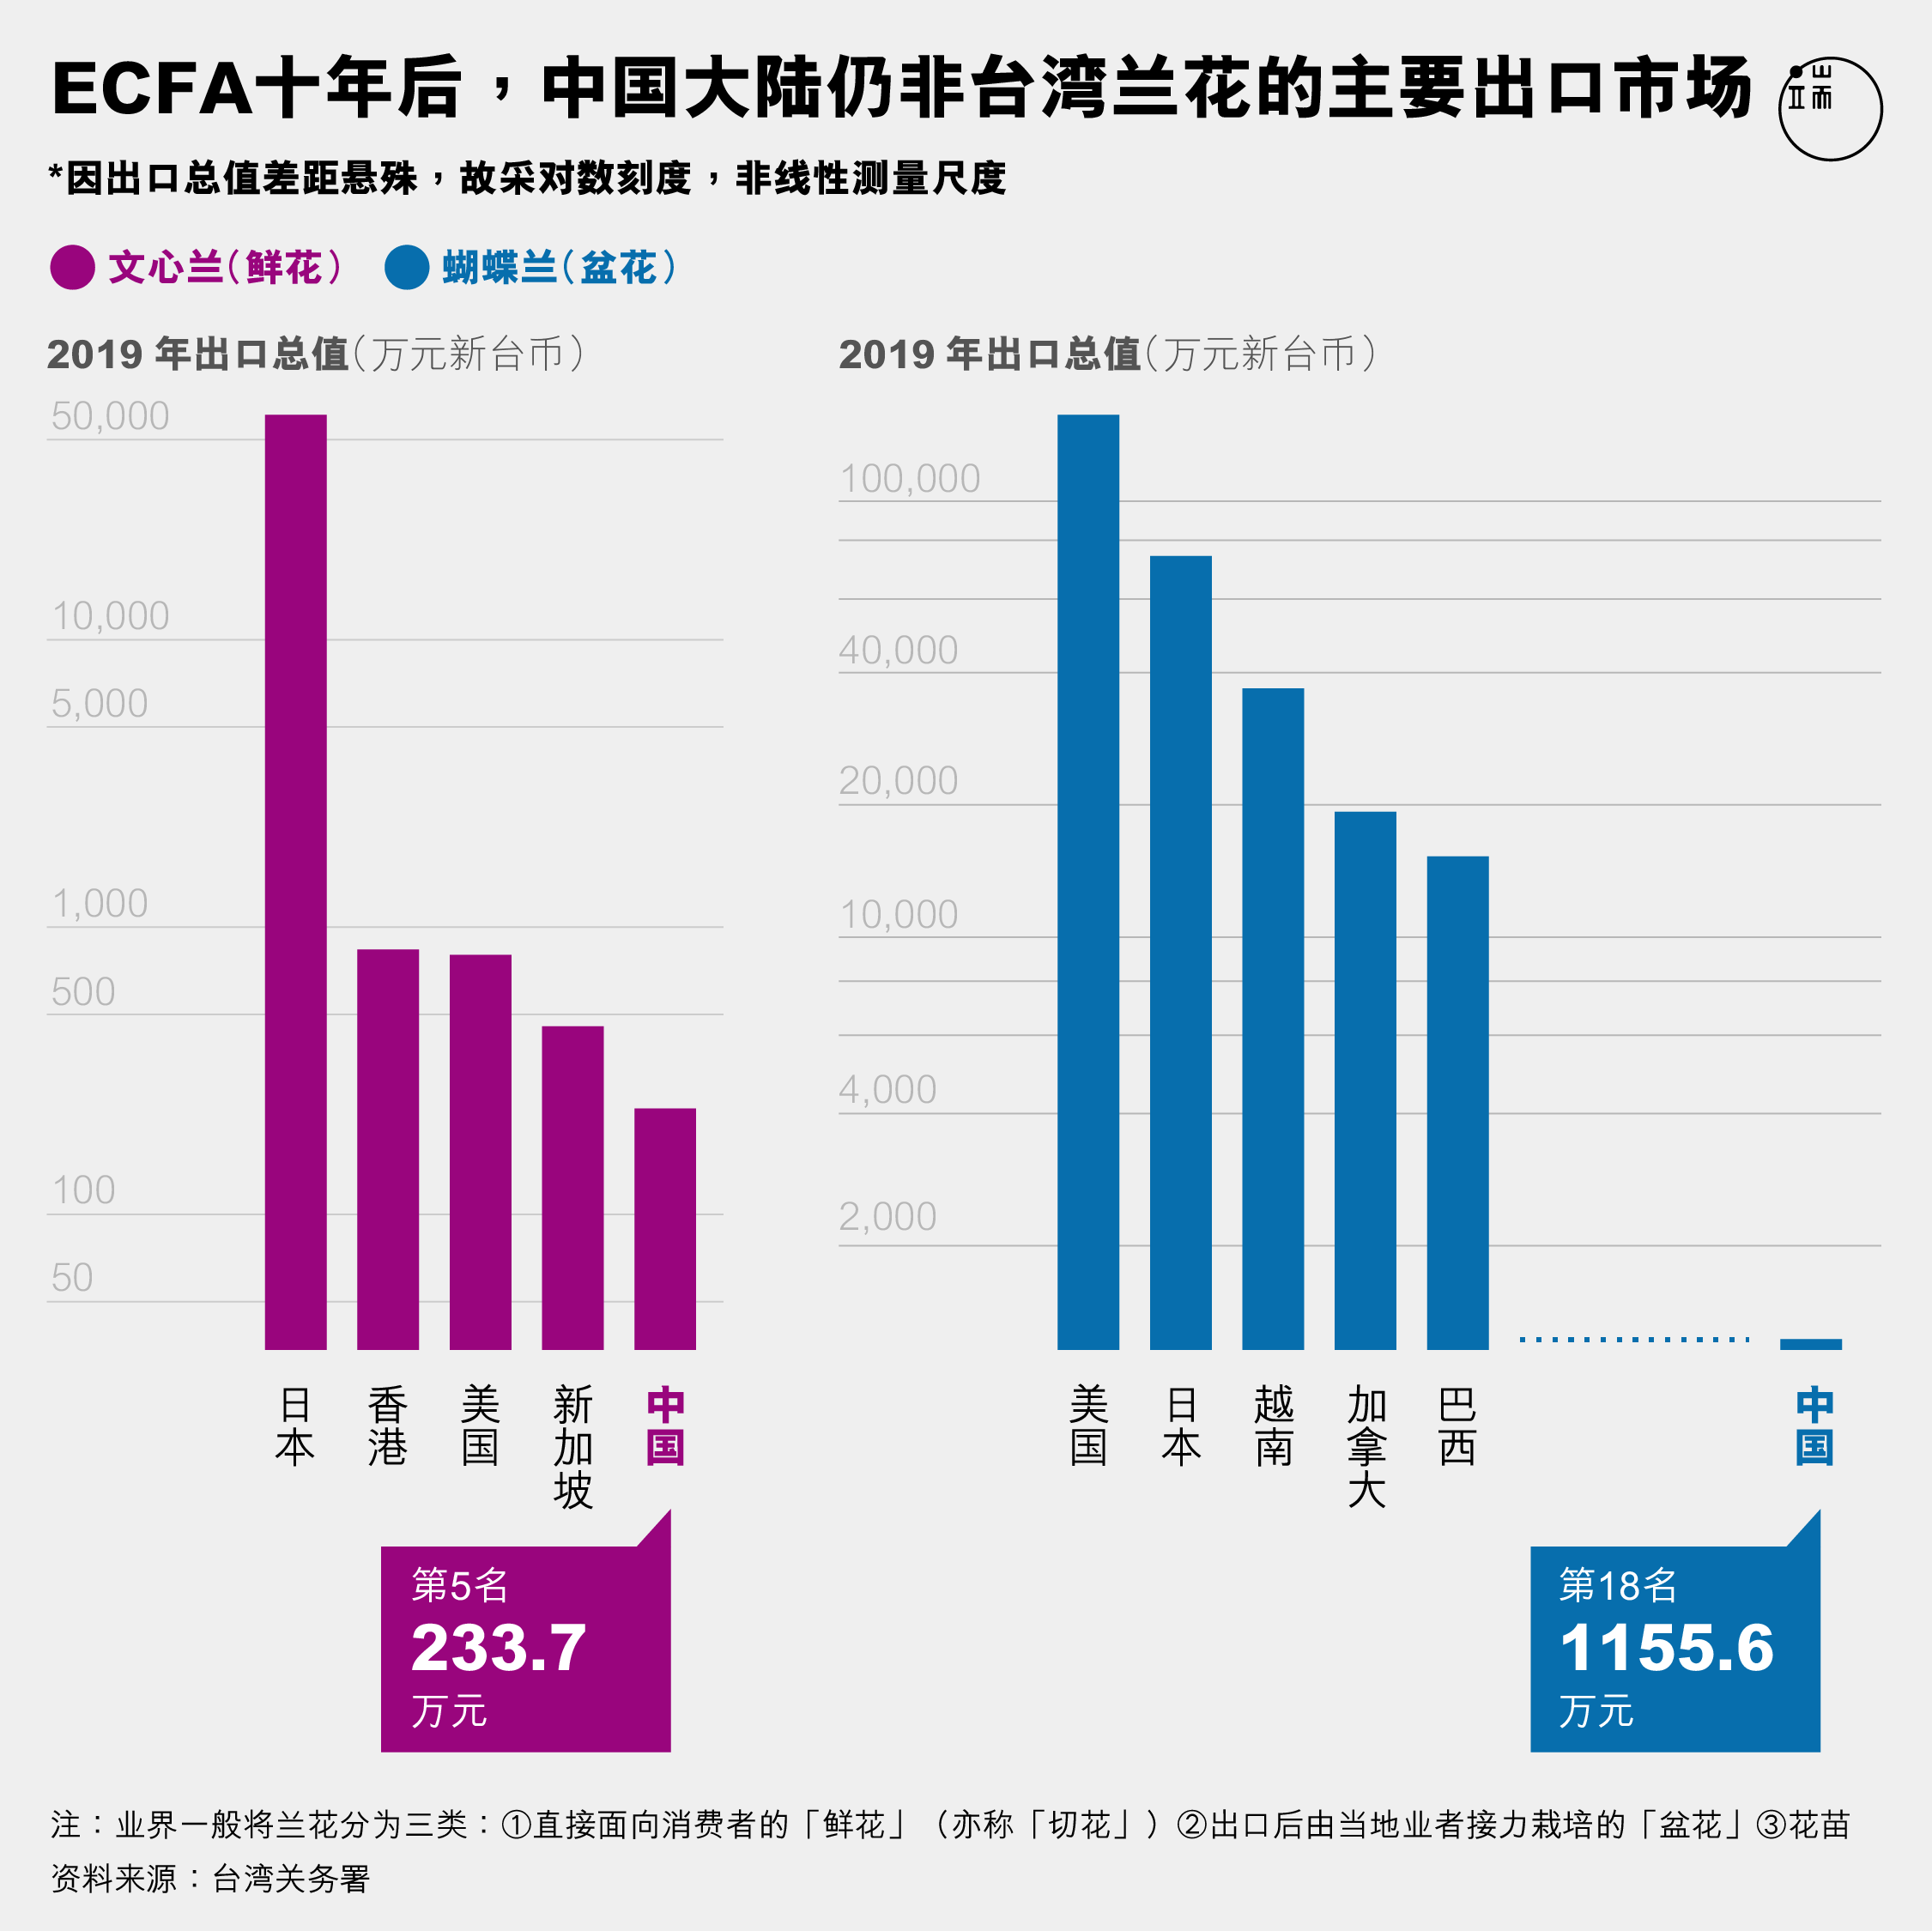 ECFA十年后，中国大陆仍非台湾兰花的主要出口市场
端
*因出口总值差距悬殊，故采对数刻度，非线性测量尺度
文心兰（鲜花）
蝴蝶兰（盆花）
2019 年出口总值（万元新台币）
50,000
10,000
5,000
1,000
500
100
50
日本
香港
美国
新加坡
中国
第5名
233.7
万元
2019 年出口总值（万元新台币）
100,000
40,000
20,000
10,000
4,000
2,000
美国
日本
越南
加拿大
巴西
中国
第18名
1155.6
万元
注：业界一般将兰花分为三类：①直接面向消费者的「鲜花」（亦称「切花」）②出口后由当地业者接力栽培的「盆花」③花苗
资料来源：台湾关务署